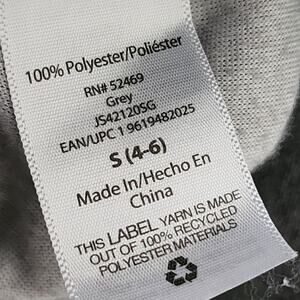 100% Polyester/Poliéster
RN# 52469
Grey
JS42120SG
EAN/UPC 1 9619482025
S (4-6)
Made In/Hecho En
China
THIS LABEL YARN IS MADE
OUT OF 100% RECYCLED
POLYESTER MATERIALS